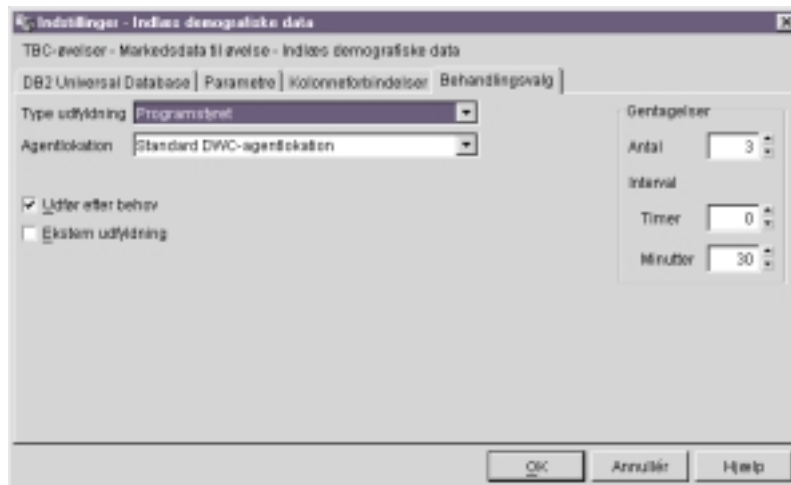 Indstillinger - Indlæs demografiske data
TBC-øvelser - Markedsdata til øvelse - Indlæs demografiske data
DB2 Universal Database Parametre Kolonneforbindelser Behandlingsvalg
Type udfyldning Programstyret
Agentlokation Standard DWC-agentlokation
Udfør efter behov
Ekstern udfyldning
Gentagelser
Antal 3
Interval
Timer 0
Minutter 30
OK Annullér Hjælp